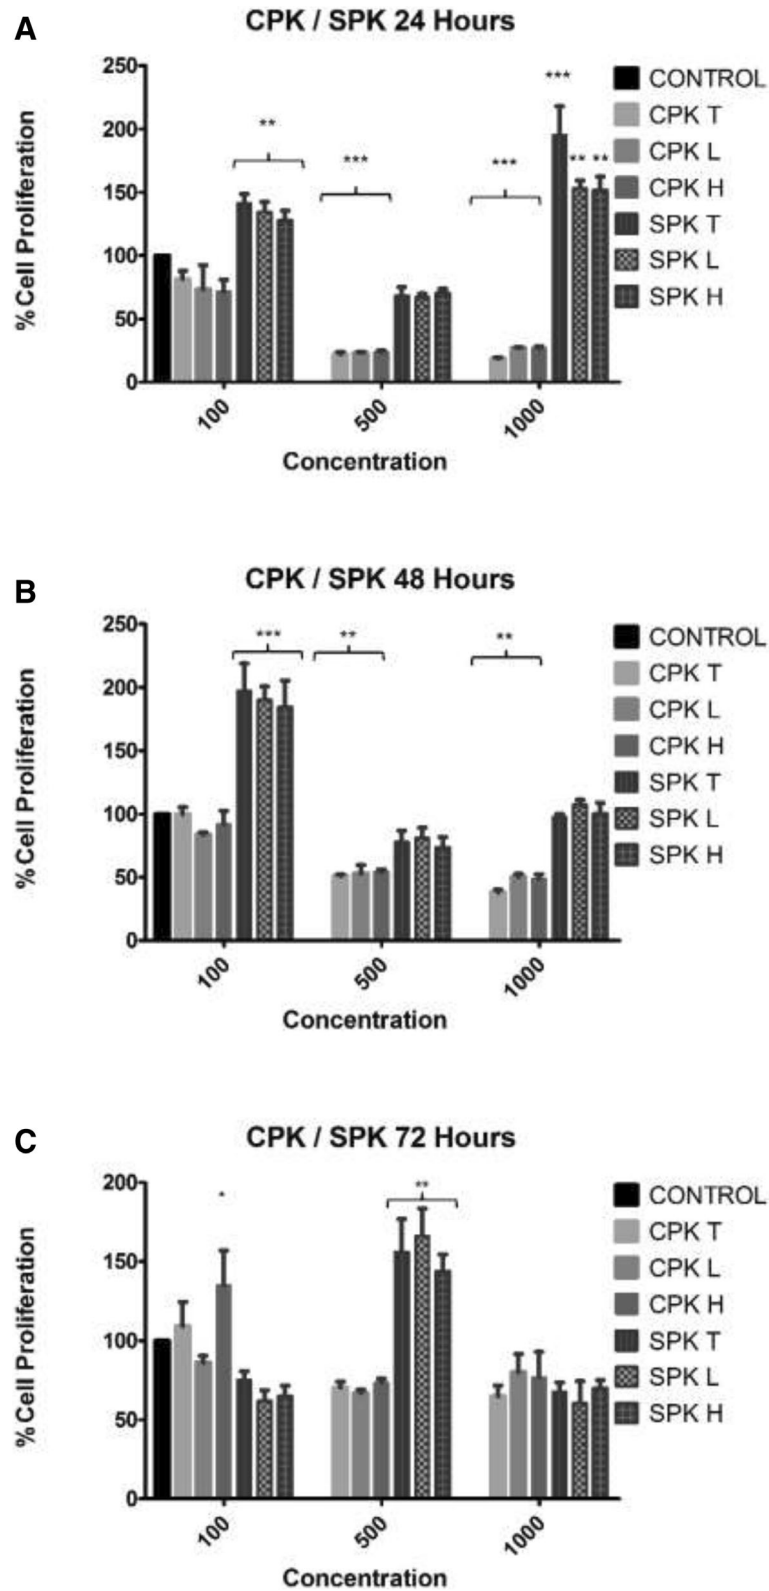 A
CPK / SPK 24 Hours
%Cell Proliferation
250
200
150
100
50
0
**
***
***
***
** **
100
500
1000
Concentration
CONTROL
CPK T
CPK L
CPK H
SPK T
SPK L
SPK H
B
CPK / SPK 48 Hours
%Cell Proliferation
250
200
150
100
50
0
***
**
**
100
500
1000
Concentration
CONTROL
CPK T
CPK L
CPK H
SPK T
SPK L
SPK H
C
CPK / SPK 72 Hours
%Cell Proliferation
200
150
100
50
0
*
**
100
500
1000
Concentration
CONTROL
CPK T
CPK L
CPK H
SPK T
SPK L
SPK H